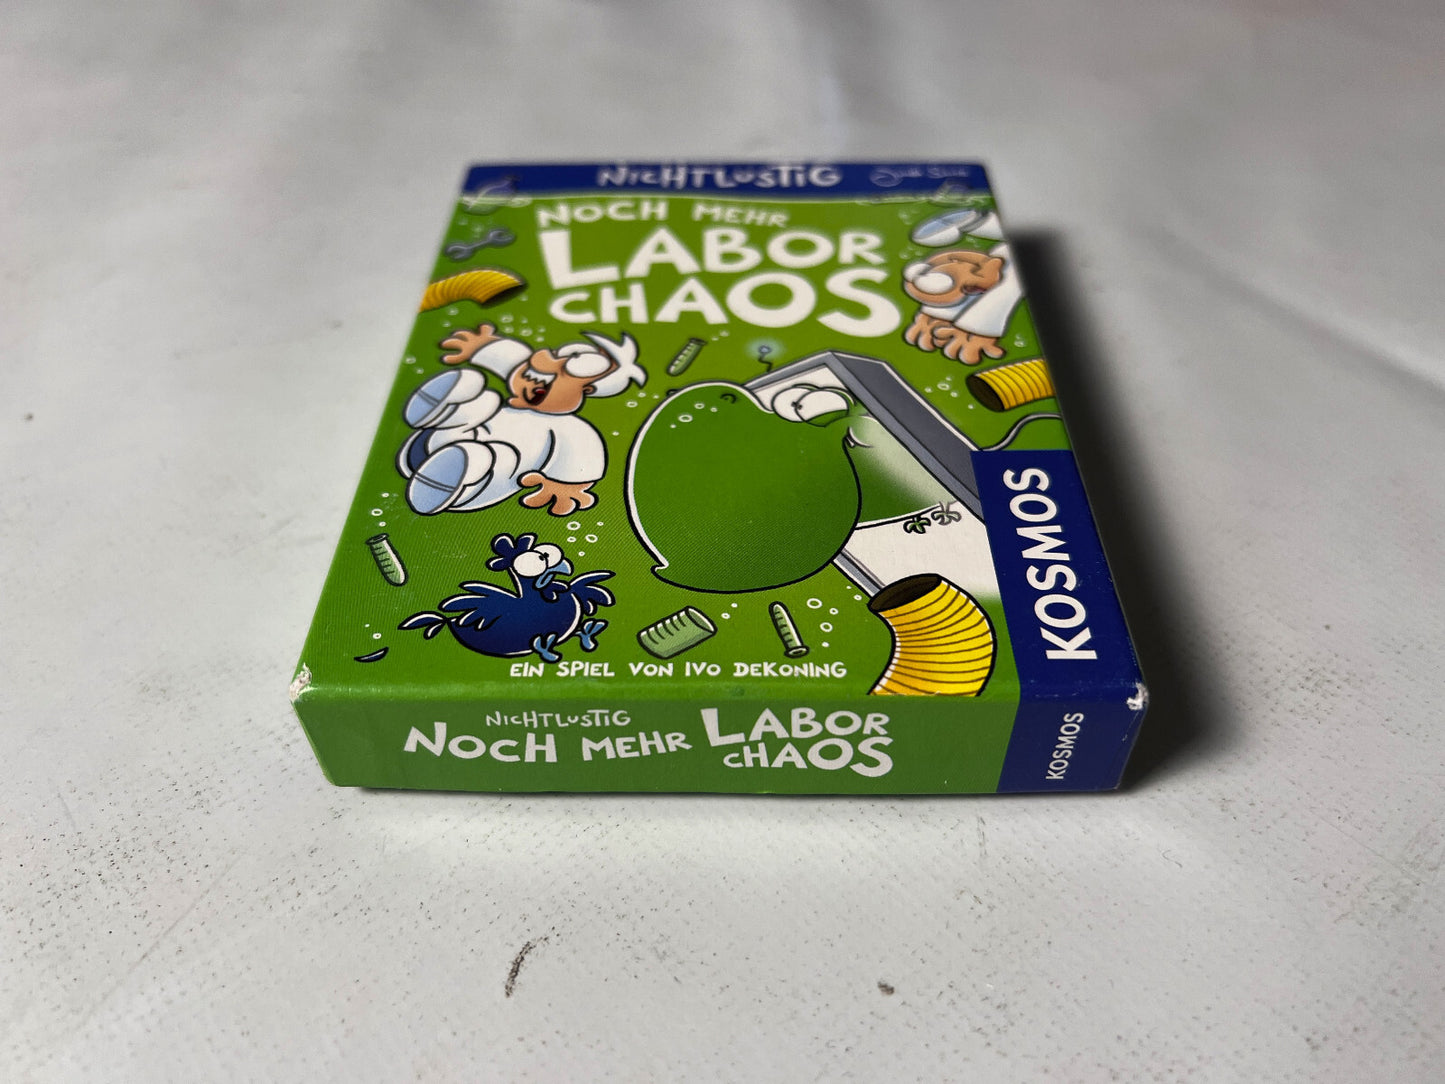 NICHTLUSTIG
NOCH MEHR
LABOR
CHAOS
KOSMOS
EIN SPIEL VON IVO DEKONING
NICHTLUSTIG
NOCH MEHR LABOR
CHAOS
KOSMOS